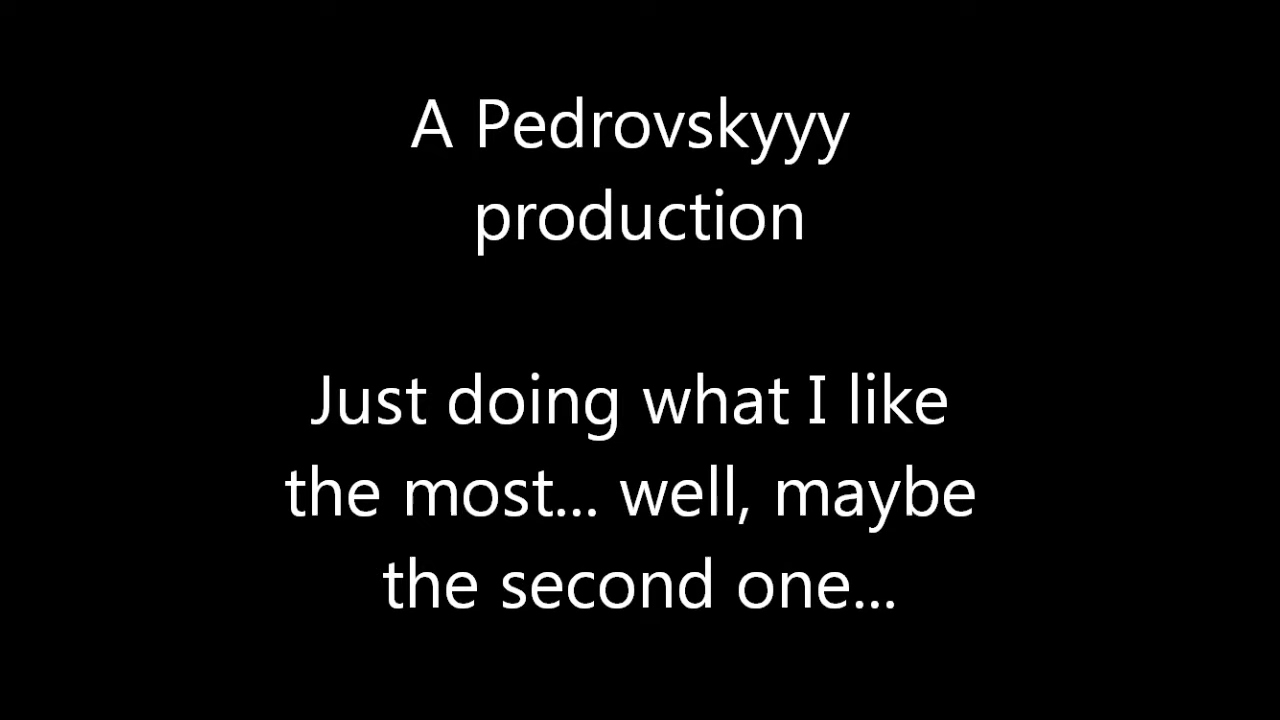 A Pedrovskyyy
production
Just doing what I like
the most... well, maybe
the second one...